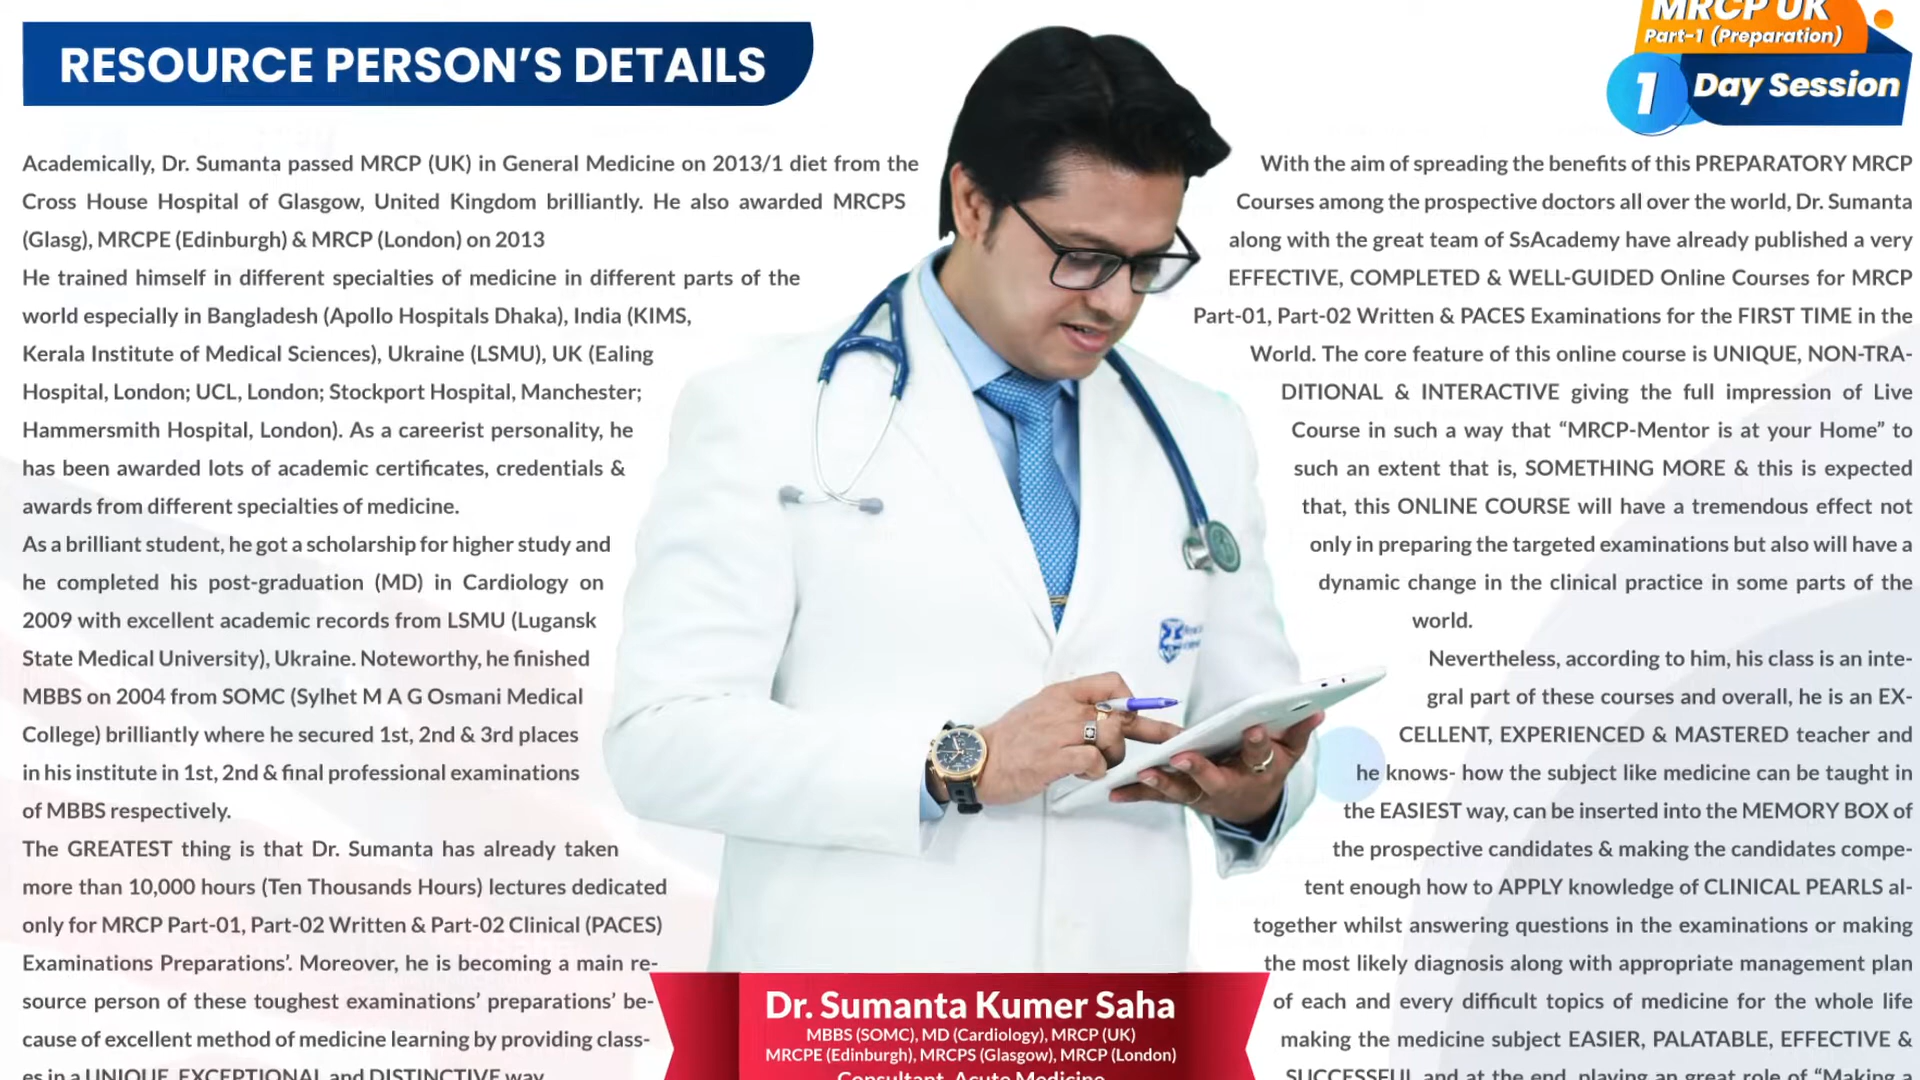 RESOURCE PERSON'S DETAILS
MRCP UK
Part-1 (Preparation)
1 Day Session
Academically, Dr. Sumanta passed MRCP (UK) in General Medicine on 2013/1 diet from the
Cross House Hospital of Glasgow, United Kingdom brilliantly. He also awarded MRCPS
(Glasg), MRCPE (Edinburgh) & MRCP (London) on 2013
He trained himself in different specialties of medicine in different parts of the
world especially in Bangladesh (Apollo Hospitals Dhaka), India (KIMS,
Kerala Institute of Medical Sciences), Ukraine (LSMU), UK (Ealing
Hospital, London; UCL, London; Stockport Hospital, Manchester;
Hammersmith Hospital, London). As a careerist personality, he
has been awarded lots of academic certificates, credentials &
awards from different specialties of medicine.
As a brilliant student, he got a scholarship for higher study and
he completed his post-graduation (MD) in Cardiology on
2009 with excellent academic records from LSMU (Lugansk
State Medical University), Ukraine. Noteworthy, he finished
MBBS on 2004 from SOMC (Sylhet M A G Osmani Medical
College) brilliantly where he secured 1st, 2nd & 3rd places
in his institute in 1st, 2nd & final professional examinations
of MBBS respectively.
The GREATEST thing is that Dr. Sumanta has already taken
more than 10,000 hours (Ten Thousands Hours) lectures dedicated
only for MRCP Part-01, Part-02 Written & Part-02 Clinical (PACES)
Examinations Preparations'. Moreover, he is becoming a main re-
source person of these toughest examinations' preparations' be-
cause of excellent method of medicine learning by providing class-
es in a UNIQUE, EXCEPTIONAL and DISTINCTIVE way
With the aim of spreading the benefits of this PREPARATORY MRCP
Courses among the prospective doctors all over the world, Dr. Sumanta
along with the great team of SsAcademy have already published a very
EFFECTIVE, COMPLETED & WELL-GUIDED Online Courses for MRCP
Part-01, Part-02 Written & PACES Examinations for the FIRST TIME in the
World. The core feature of this online course is UNIQUE, NON-TRA-
DITIONAL & INTERACTIVE giving the full impression of Live
Course in such a way that “MRCP-Mentor is at your Home” to
such an extent that is, SOMETHING MORE & this is expected
that, this ONLINE COURSE will have a tremendous effect not
only in preparing the targeted examinations but also will have a
dynamic change in the clinical practice in some parts of the
world.
Nevertheless, according to him, his class is an inte-
gral part of these courses and overall, he is an EX-
CELLENT, EXPERIENCED & MASTERED teacher and
he knows- how the subject like medicine can be taught in
the EASIEST way, can be inserted into the MEMORY BOX of
the prospective candidates & making the candidates compe-
tent enough how to APPLY knowledge of CLINICAL PEARLS al-
together whilst answering questions in the examinations or making
the most likely diagnosis along with appropriate management plan
of each and every difficult topics of medicine for the whole life
making the medicine subject EASIER, PALATABLE, EFFECTIVE &
SUCCESSFUL and at the end, playing an great role of “Making a
Dr. Sumanta Kumer Saha
MBBS (SOMC), MD (Cardiology), MRCP (UK)
MRCPE (Edinburgh), MRCPS (Glasgow), MRCP (London)
Consultant, Acute Medicine